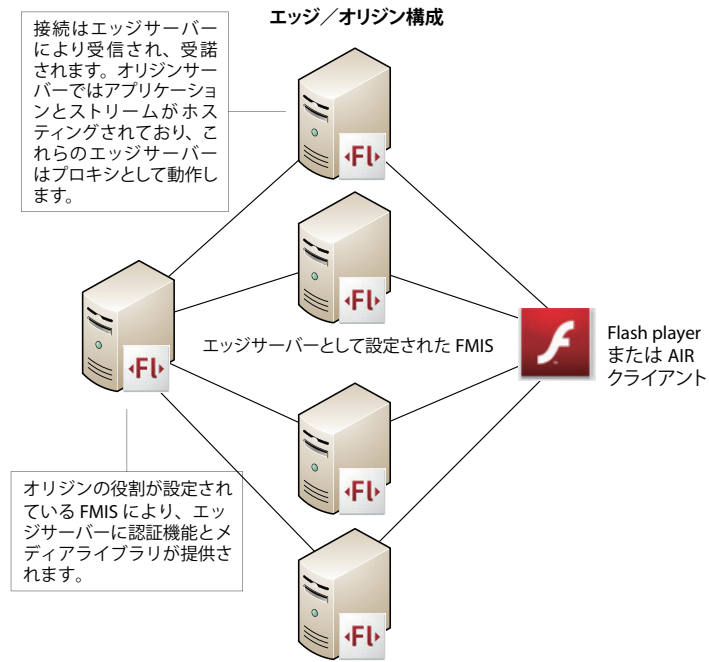 エッジ／オリジン構成
接続はエッジサーバー
により受信され、受諾
されます。オリジンサー
バーではアプリケーショ
ンとストリームがホス
ティングされており、こ
れらのエッジサーバー
はプロキシとして動作し
ます。
Fl
Fl
エッジサーバーとして設定された FMIS
Fl
Flash player
または AIR
クライアント
オリジンの役割が設定され
ている FMIS により、エッ
ジサーバーに認証機能とメ
ディアライブラリが提供さ
れます。
Fl
Fl